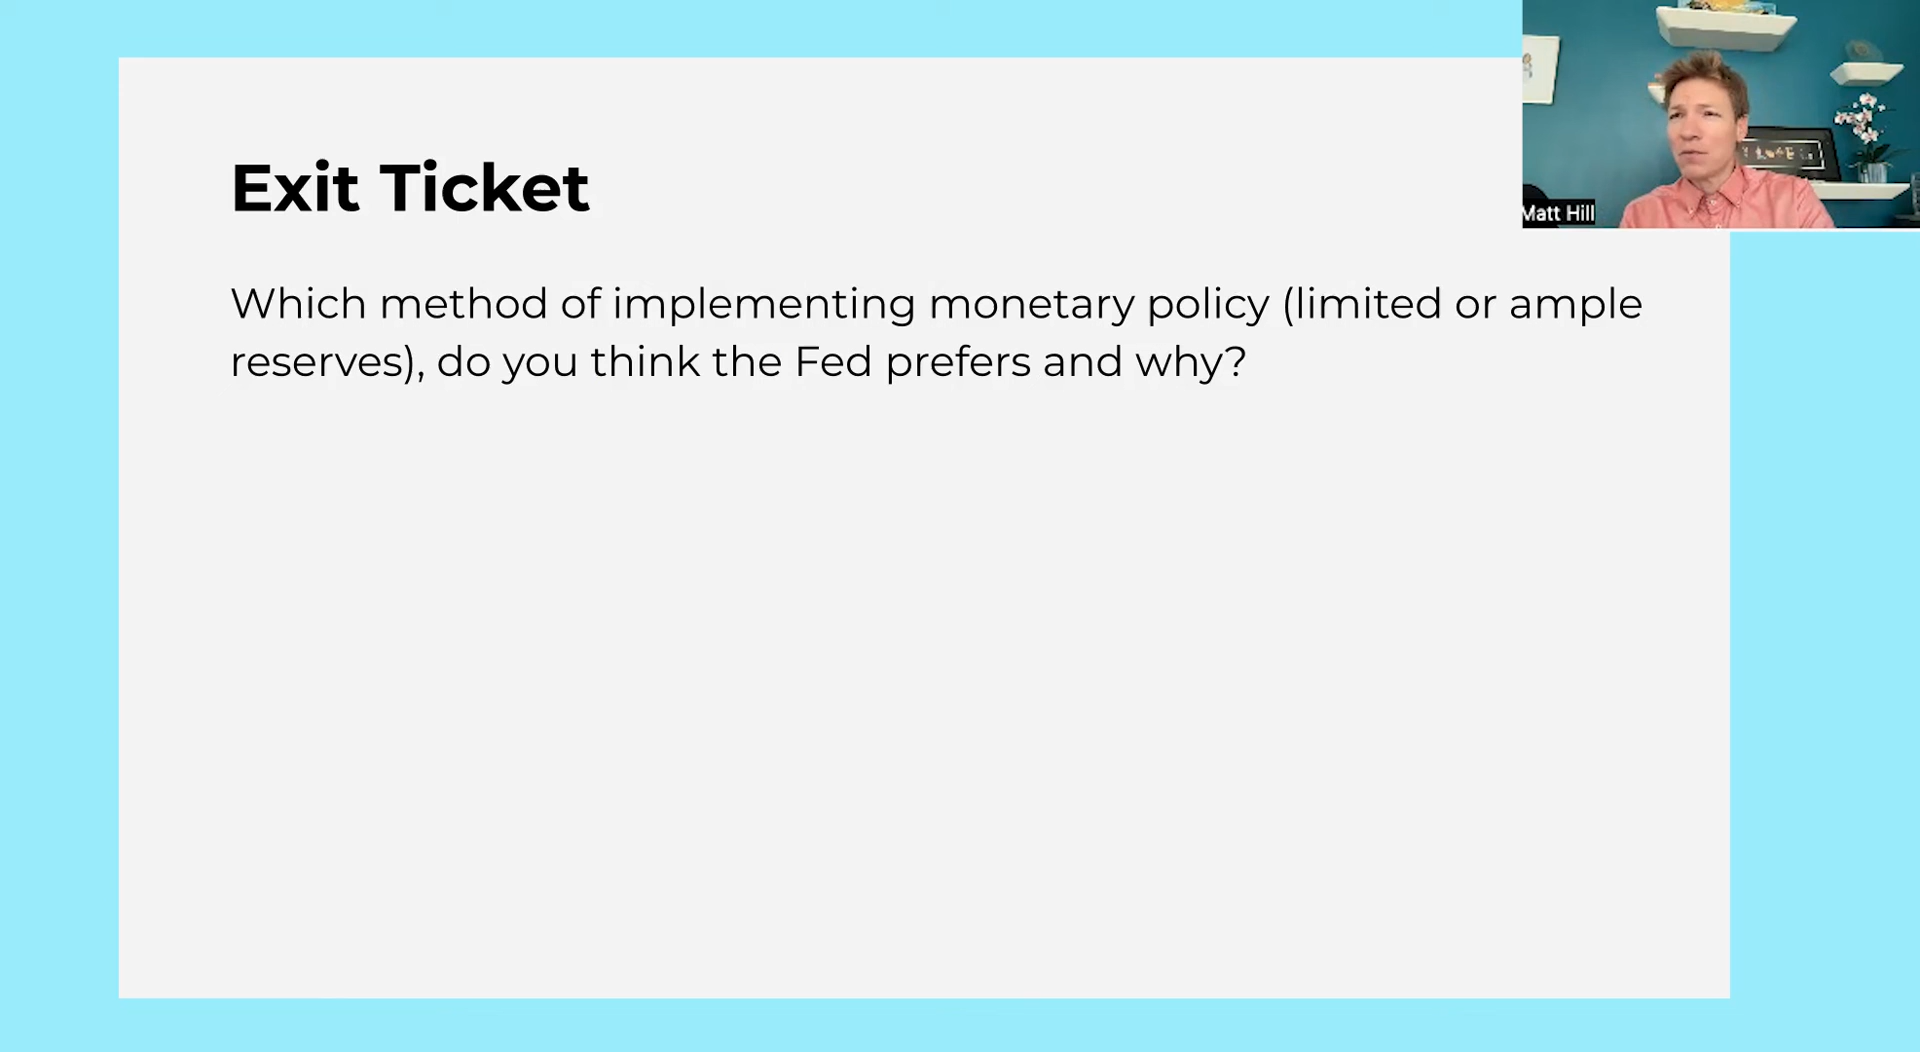 Exit Ticket
Which method of implementing monetary policy (limited or ample
reserves), do you think the Fed prefers and why?
Matt Hill